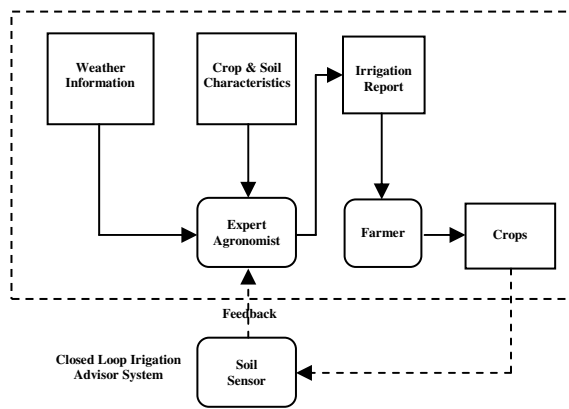 Weather
Information
Crop & Soil
Characteristics
Irrigation
Report
Expert
Agronomist
Farmer
Crops
Feedback
Closed Loop Irigation
Advisor System
Soil
Sensor